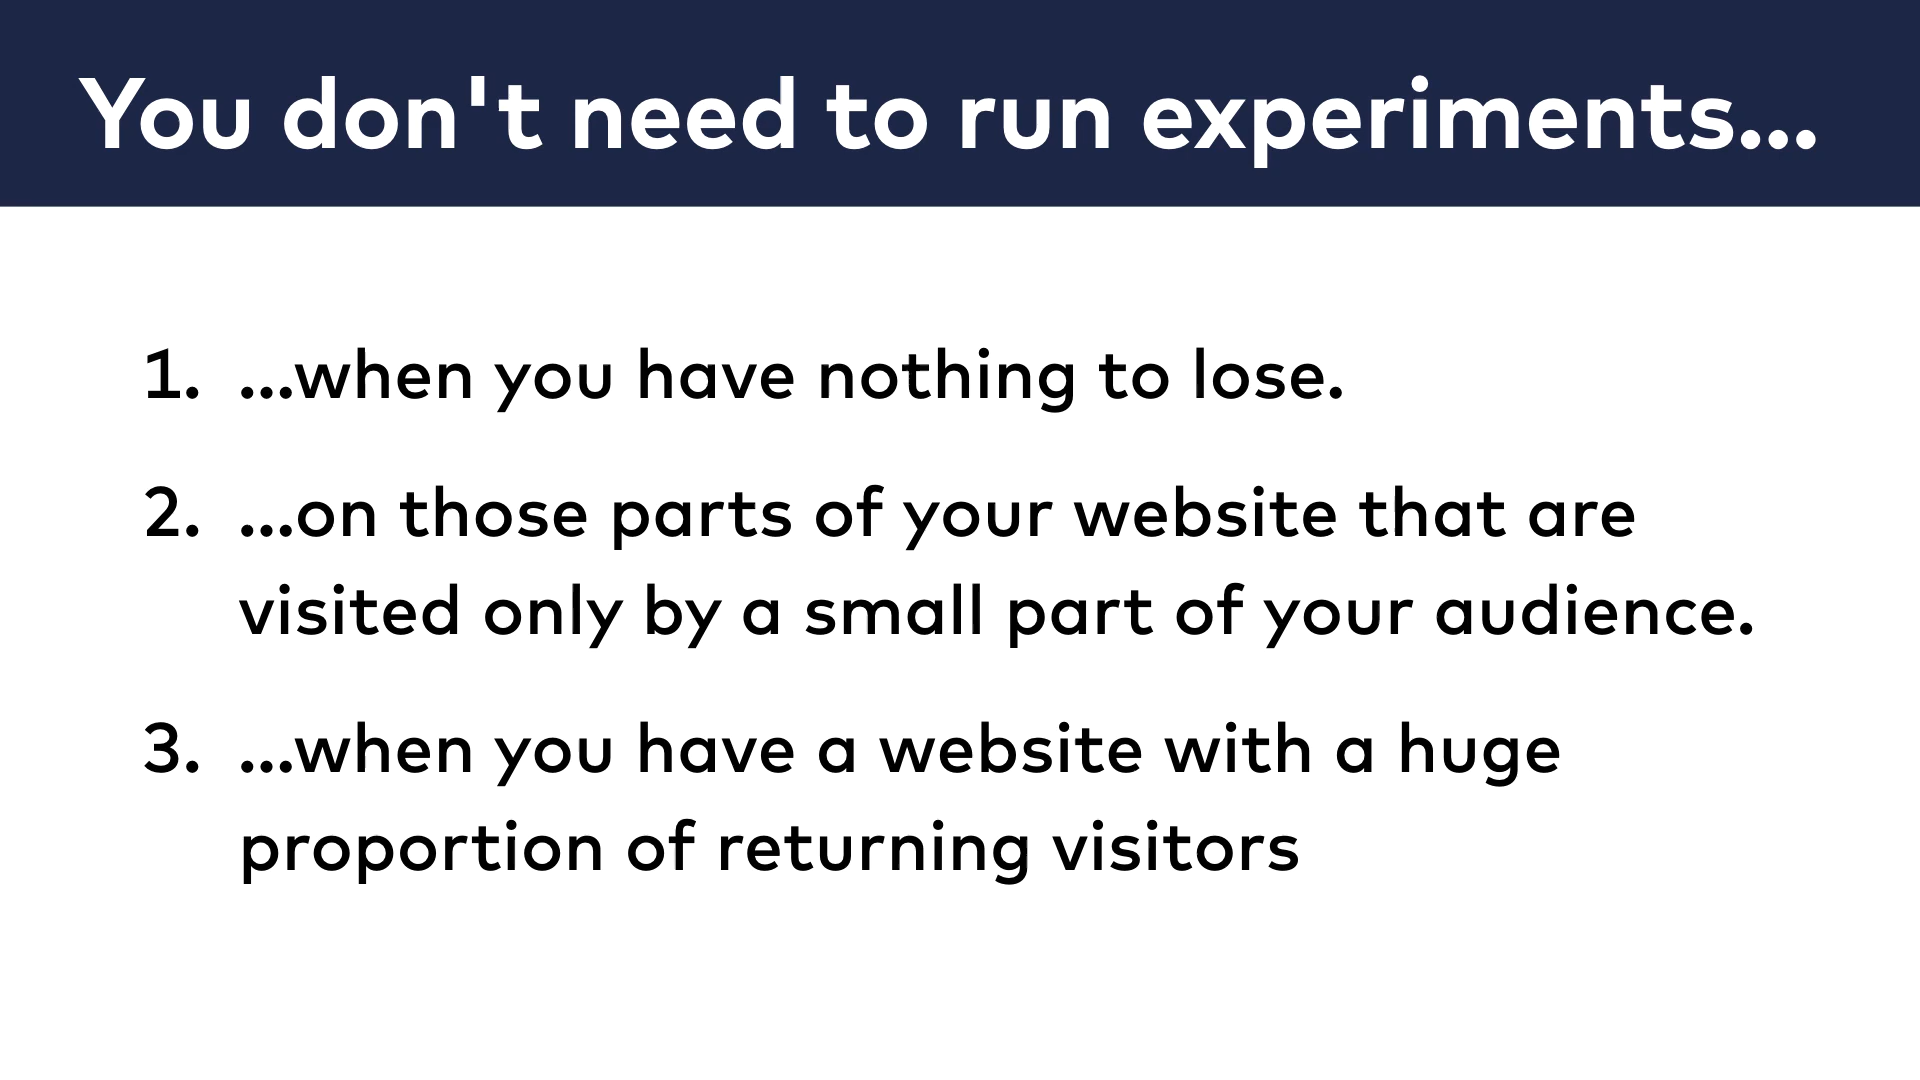 You don't need to run experiments...
1. ...when you have nothing to lose.
2. ...on those parts of your website that are
visited only by a small part of your audience.
3. ...when you have a website with a huge
proportion of returning visitors